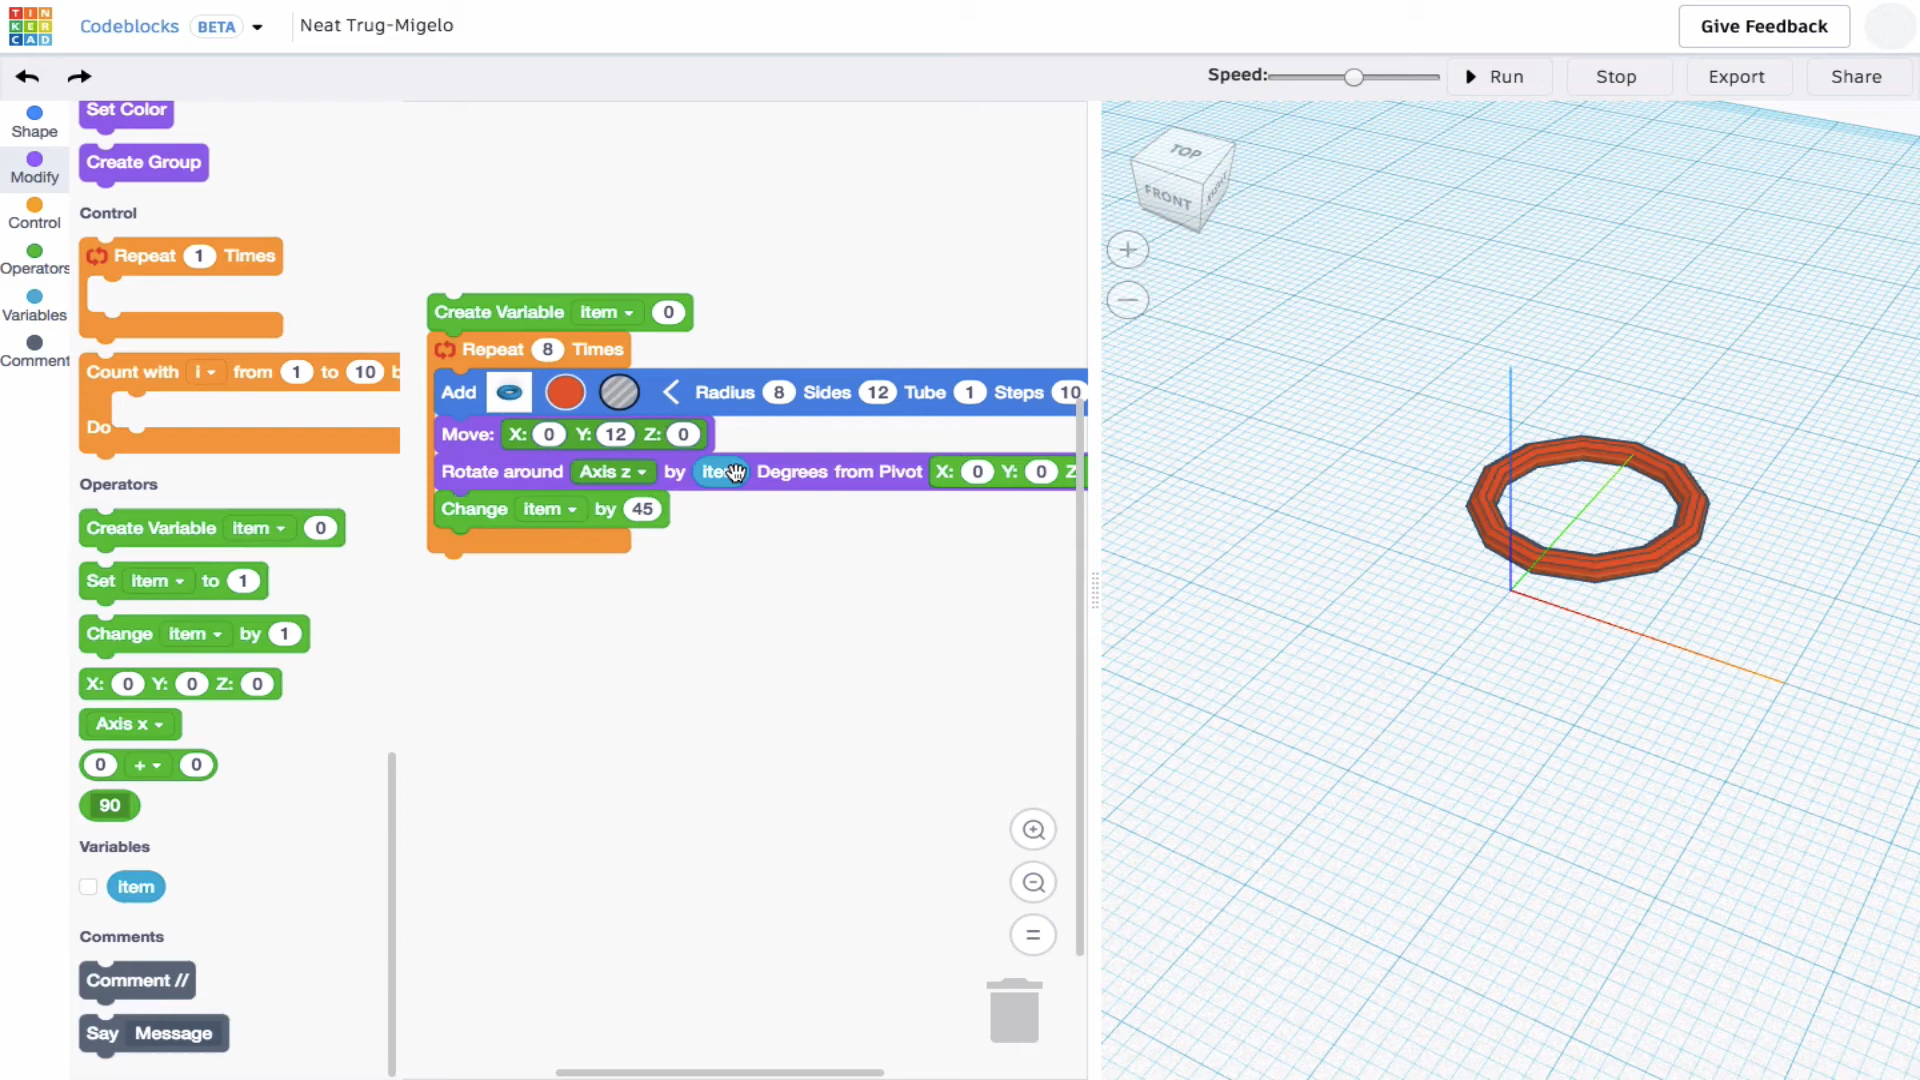 TIN
KER
CAD
Codeblocks BETA
Neat Trug-Migelo
Give Feedback
Speed:
Run
Stop
Export
Share
Shape
Modify
Control
Operators
Variables
Comment
Set Color
Create Group
Control
Repeat 1 Times
Count with i from 1 to 10 b
Do
Operators
Create Variable item 0
Set item to 1
Change item by 1
X: 0 Y: 0 Z: 0
Axis x
0 + 0
90
Variables
item
Comments
Comment //
Say Message
Create Variable item 0
Repeat 8 Times
Add Radius 8 Sides 12 Tube 1 Steps 10
Move: X: 0 Y: 12 Z: 0
Rotate around Axis z by Degrees from Pivot X: 0 Y: 0 Z
Change item by 45
TOP
FRONT